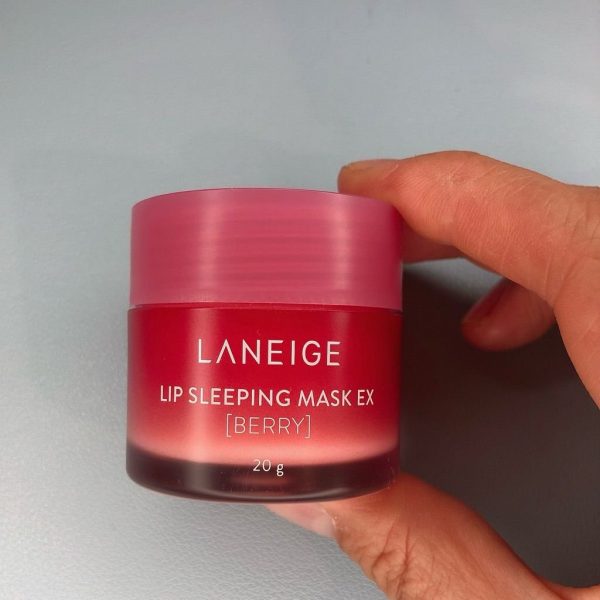 LANEIGE
LIP SLEEPING MASK EX
[BERRY]
20 g